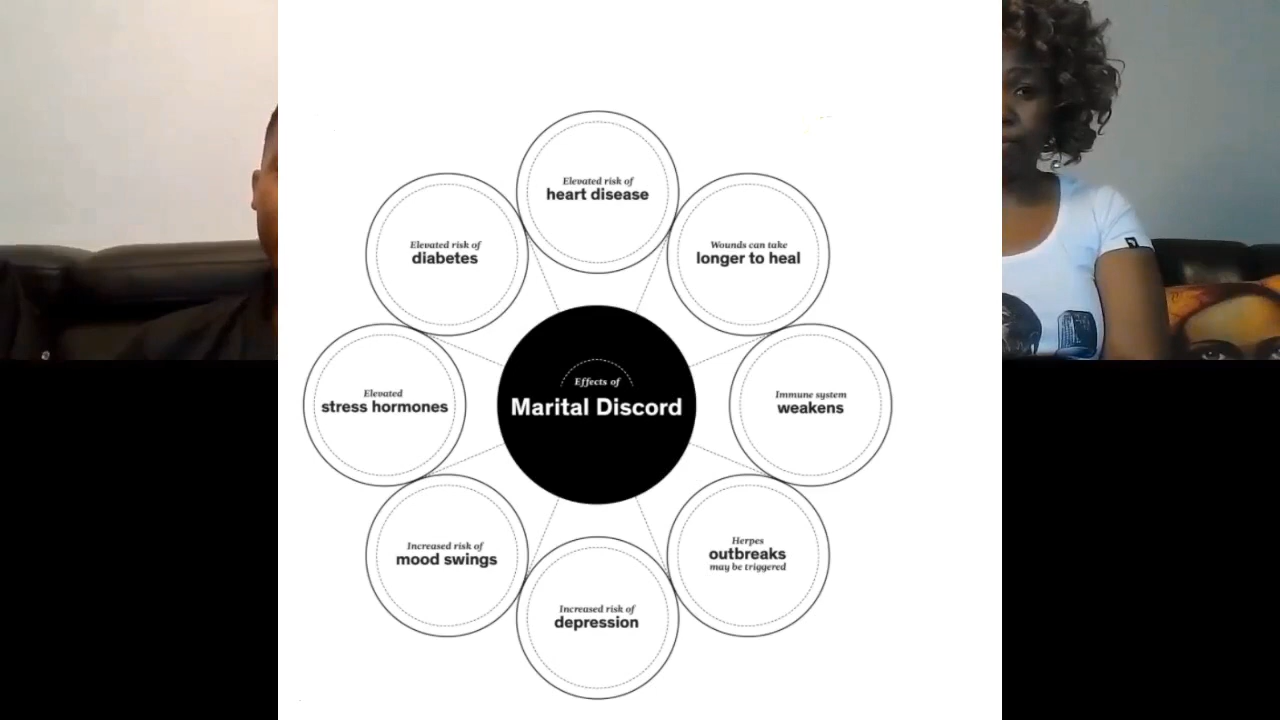 Elevated risk of
heart disease
Wounds can take
longer to heal
Immune system
weakens
Herpes
outbreaks
may be triggered
Increased risk of
depression
Increased risk of
mood swings
Elevated
stress hormones
Elevated risk of
diabetes
Effects of
Marital Discord